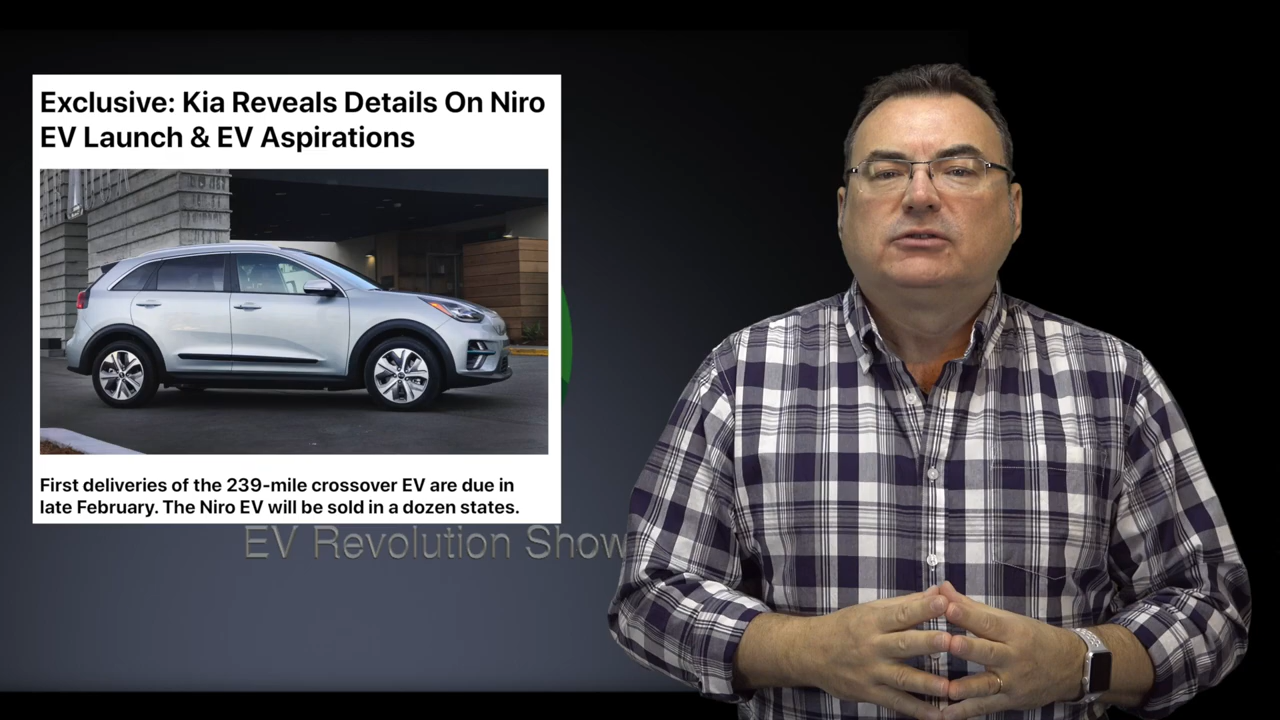 Exclusive: Kia Reveals Details On Niro
EV Launch & EV Aspirations
First deliveries of the 239-mile crossover EV are due in
late February. The Niro EV will be sold in a dozen states.
EV Revolution Show